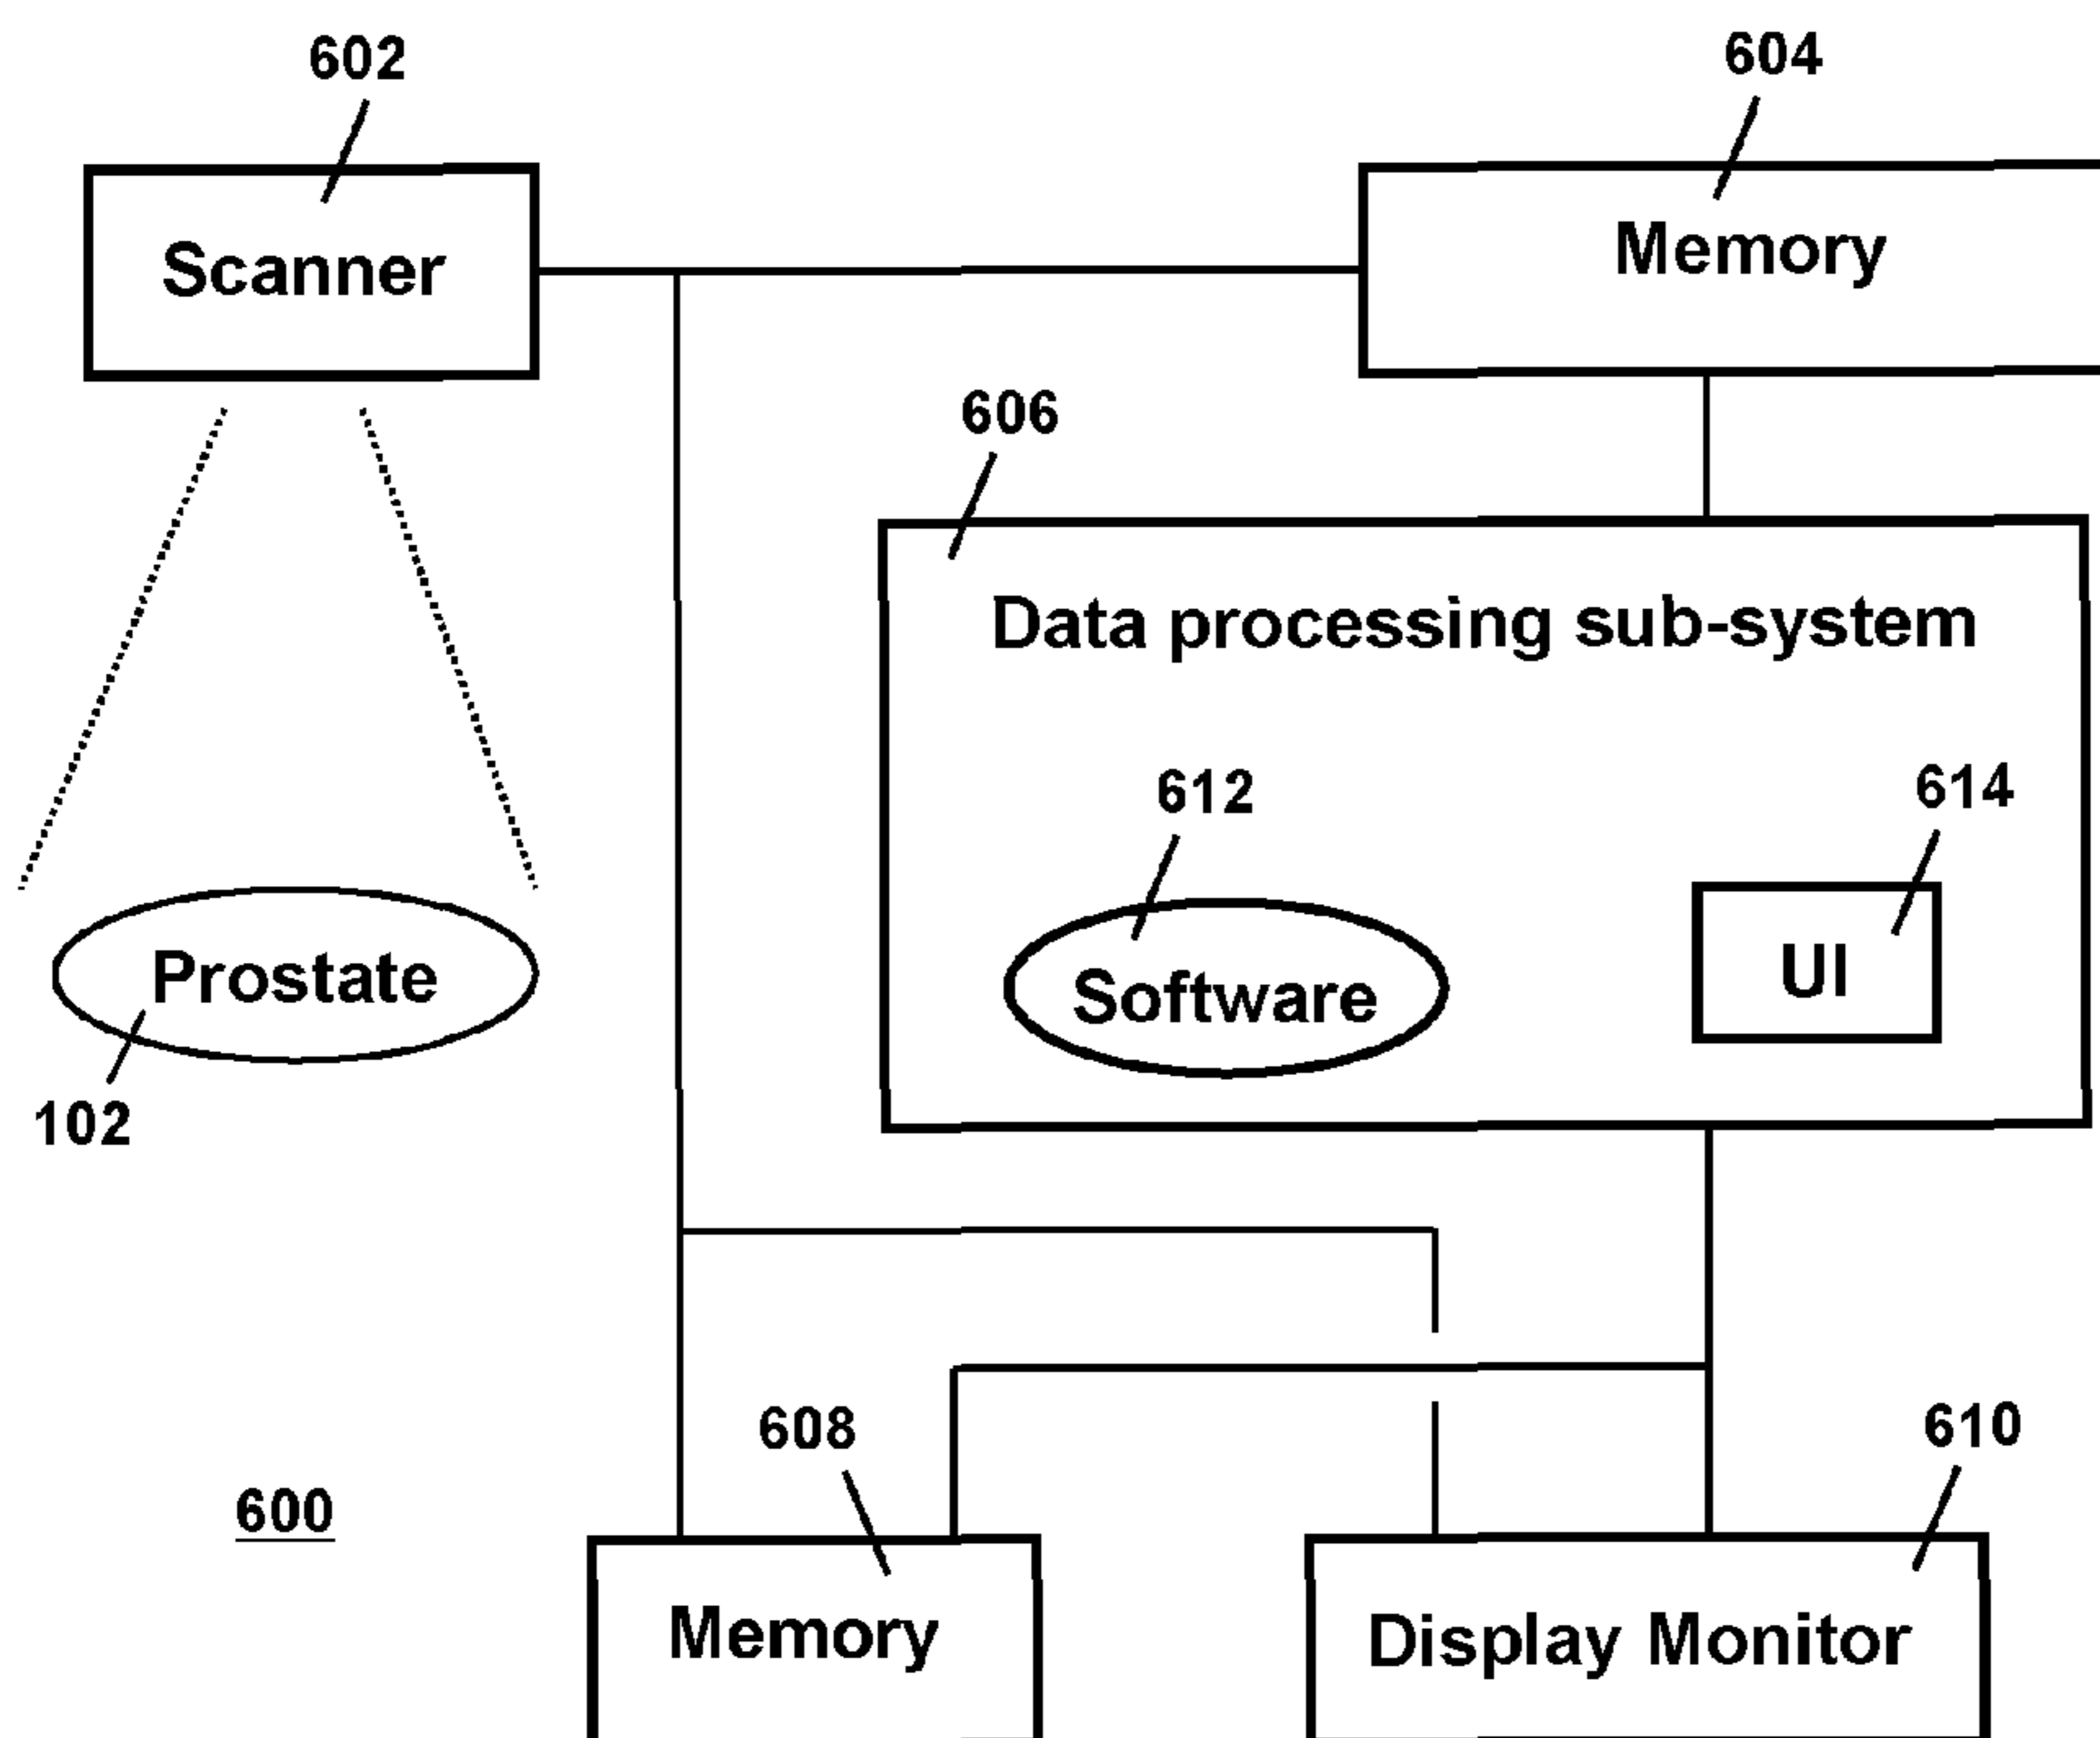 602
604
Scanner
Memory
606
Data processing sub-system
612
614
Software
UI
Prostate
102
608
610
600
Memory
Display Monitor